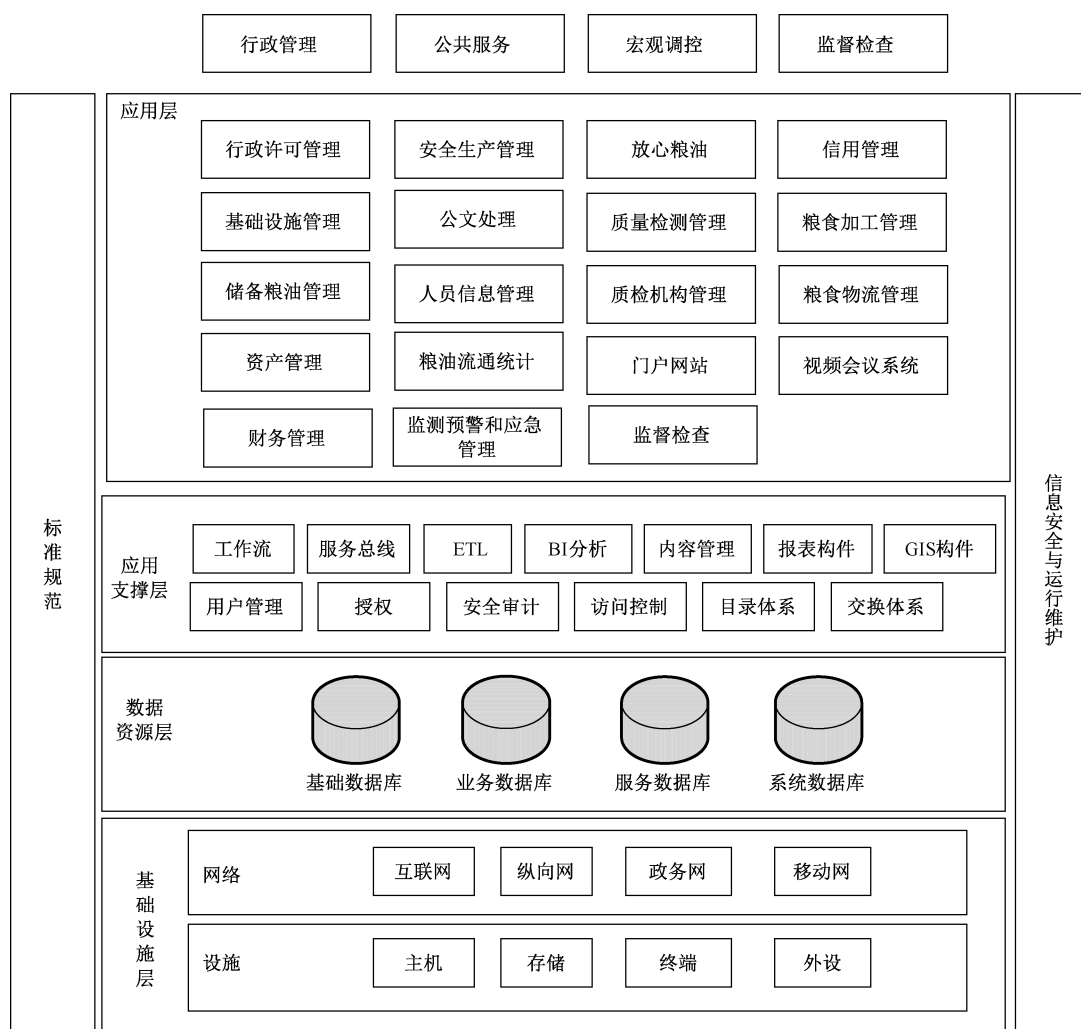 行政管理
公共服务
宏观调控
监督检查
应用层
行政许可管理
安全生产管理
放心粮油
信用管理
基础设施管理
公文处理
质量检测管理
粮食加工管理
储备粮油管理
人员信息管理
质检机构管理
粮食物流管理
资产管理
粮油流通统计
门户网站
视频会议系统
财务管理
监测预警和应急
管理
监督检查
标准规范
信息安全与运行维护
应用
支撑层
工作流
服务总线
ETL
BI分析
内容管理
报表构件
GIS构件
用户管理
授权
安全审计
访问控制
目录体系
交换体系
数据
资源层
基础数据库
业务数据库
服务数据库
系统数据库
基础设施层
网络
互联网
纵向网
政务网
移动网
设施
主机
存储
终端
外设